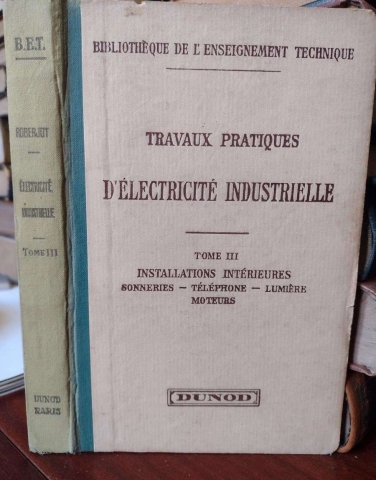 B.E.T.
ROBERJOT
ÉLECTRICITÉ
INDUSTRIELLE
TOME III
DUNOD
PARIS
BIBLIOTHÈQUE DE L'ENSEIGNEMENT TECHNIQUE
TRAVAUX PRATIQUES
D'ÉLECTRICITÉ INDUSTRIELLE
TOME III
INSTALLATIONS INTÉRIEURES
SONNERIES — TÉLÉPHONE — LUMIÈRE
MOTEURS
DUNOD